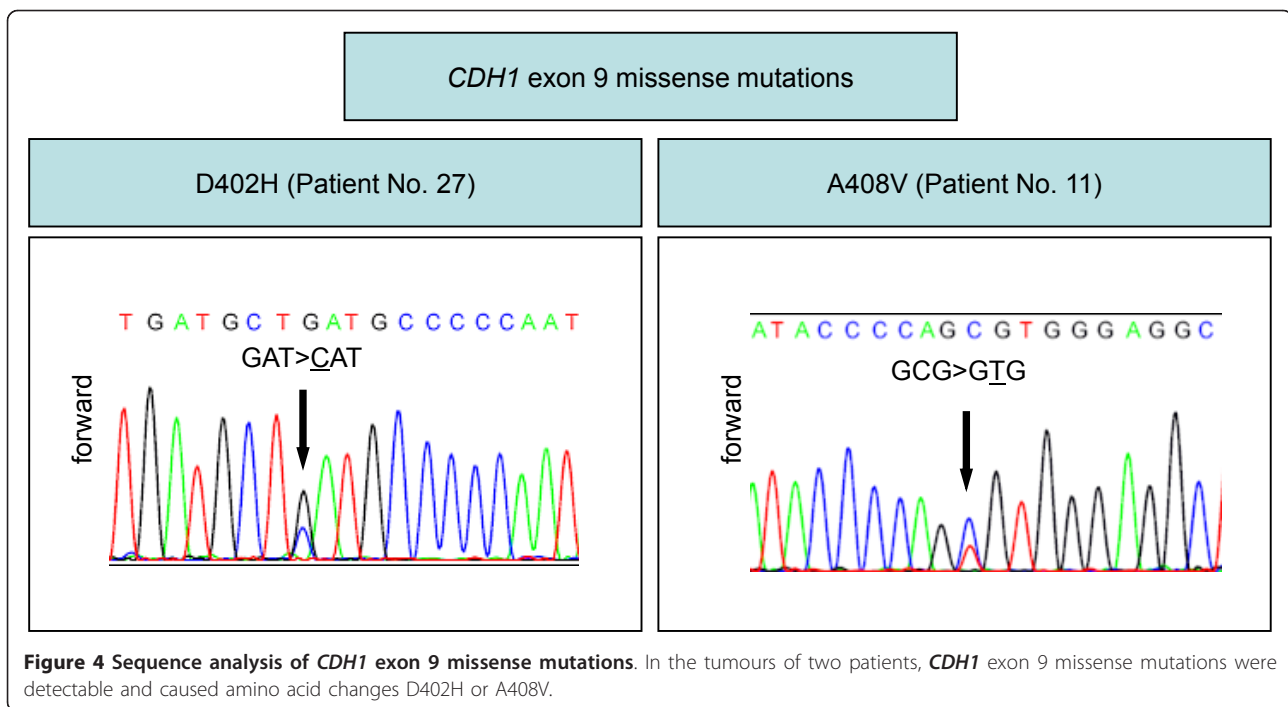 CDH1 exon 9 missense mutations
D402H (Patient No. 27)
A408V (Patient No. 11)
T G A T G C T G A T G C C C C C A A T
GAT>CAT
forward
A T A C C C C A G C G T G G G A G G C
GCG>GTG
forward
Figure 4 Sequence analysis of CDH1 exon 9 missense mutations. In the tumours of two patients, CDH1 exon 9 missense mutations were
detectable and caused amino acid changes D402H or A408V.